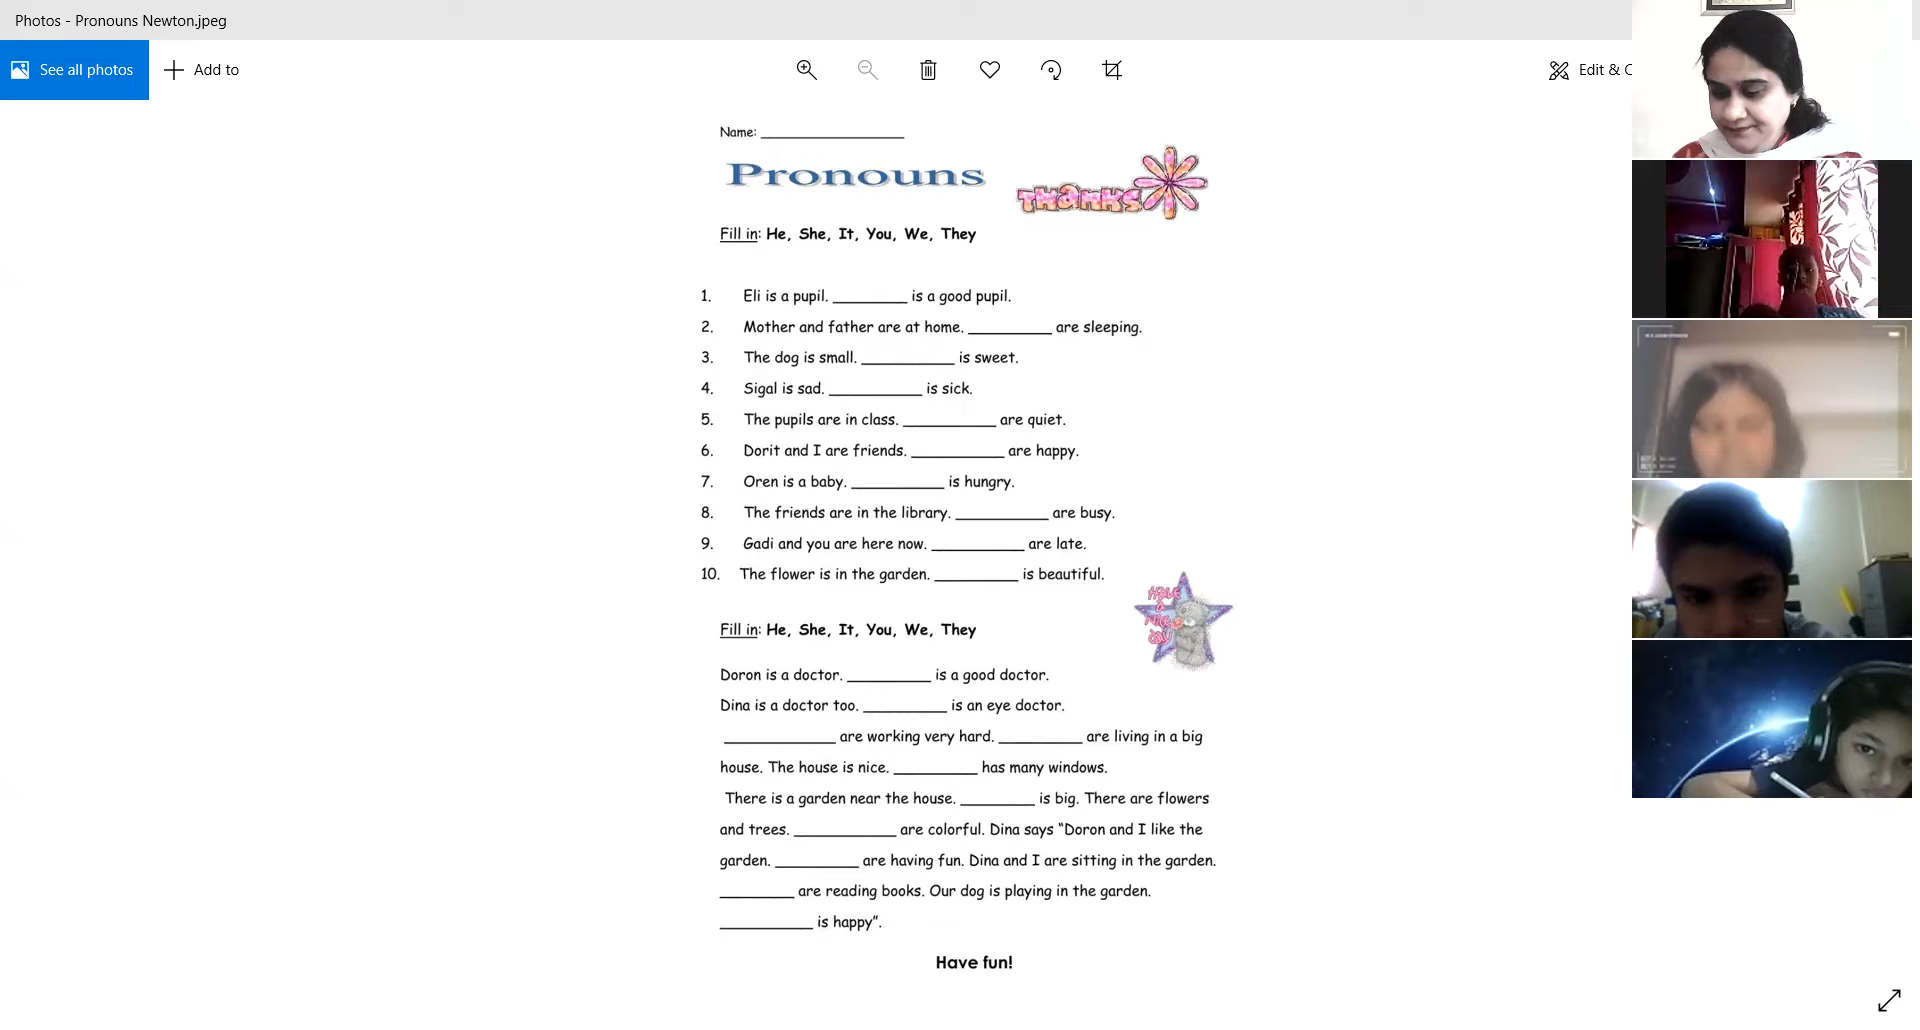 Photos - Pronouns Newton.jpeg
See all photos
Add to
Edit & C
Name: __________________
Pronouns
THANKS
Fill in: He, She, It, You, We, They
1. Eli is a pupil. ________ is a good pupil.
2. Mother and father are at home. _________ are sleeping.
3. The dog is small. __________ is sweet.
4. Sigal is sad. __________ is sick.
5. The pupils are in class. __________ are quiet.
6. Dorit and I are friends. __________ are happy.
7. Oren is a baby. __________ is hungry.
8. The friends are in the library. __________ are busy.
9. Gadi and you are here now. __________ are late.
10. The flower is in the garden. _________ is beautiful.
HAVE
A
NICE
day
Fill in: He, She, It, You, We, They
Doron is a doctor. _________ is a good doctor.
Dina is a doctor too. _________ is an eye doctor.
____________ are working very hard. _________ are living in a big
house. The house is nice. _________ has many windows.
There is a garden near the house. ________ is big. There are flowers
and trees. ___________ are colorful. Dina says “Doron and I like the
garden. _________ are having fun. Dina and I are sitting in the garden.
________ are reading books. Our dog is playing in the garden.
__________ is happy”.
Have fun!